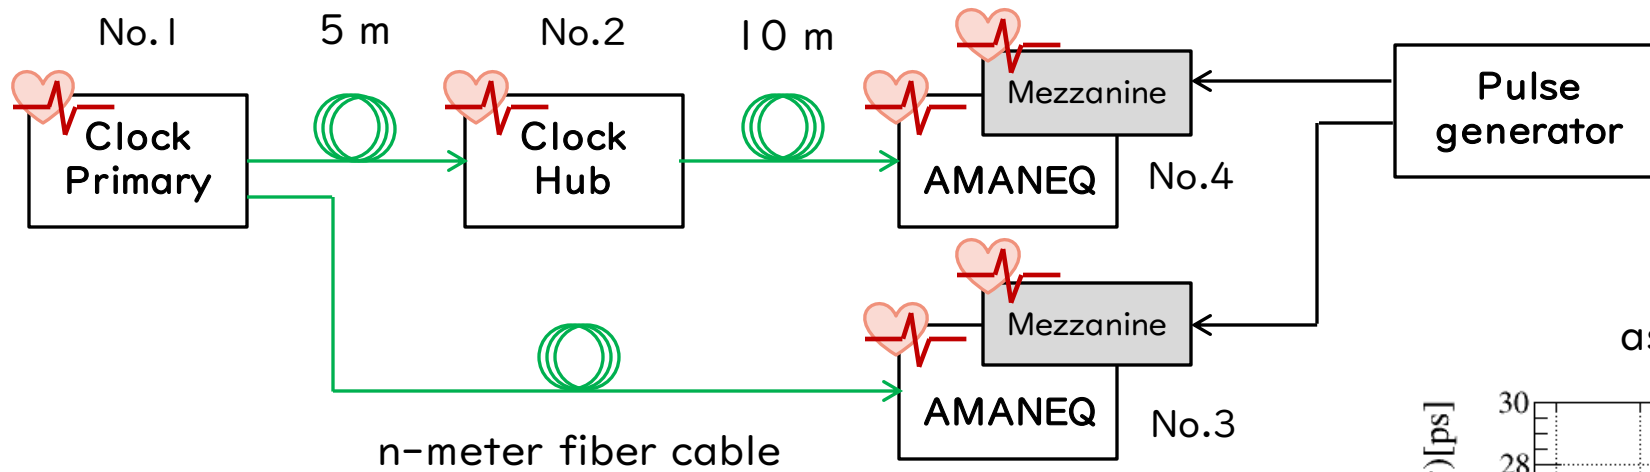 No.1
5 m
No.2
10 m
Clock
Primary
Clock
Hub
Mezzanine
AMANEQ
No.4
Pulse
generator
Mezzanine
AMANEQ
No.3
n-meter fiber cable
)[ps]
30
28